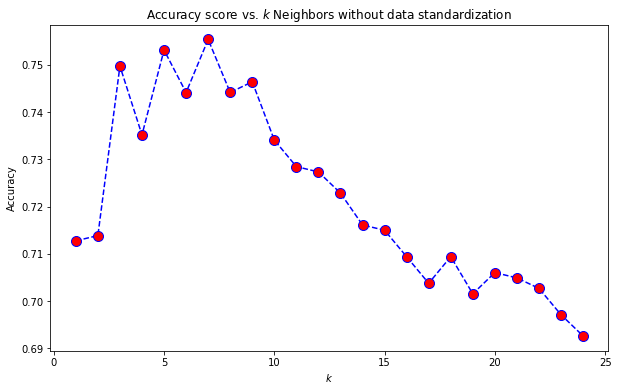 Accuracy score vs. k Neighbors without data standardization
Accuracy
0.75
0.74
0.73
0.72
0.71
0.70
0.69
0 5 10 15 20 25
k